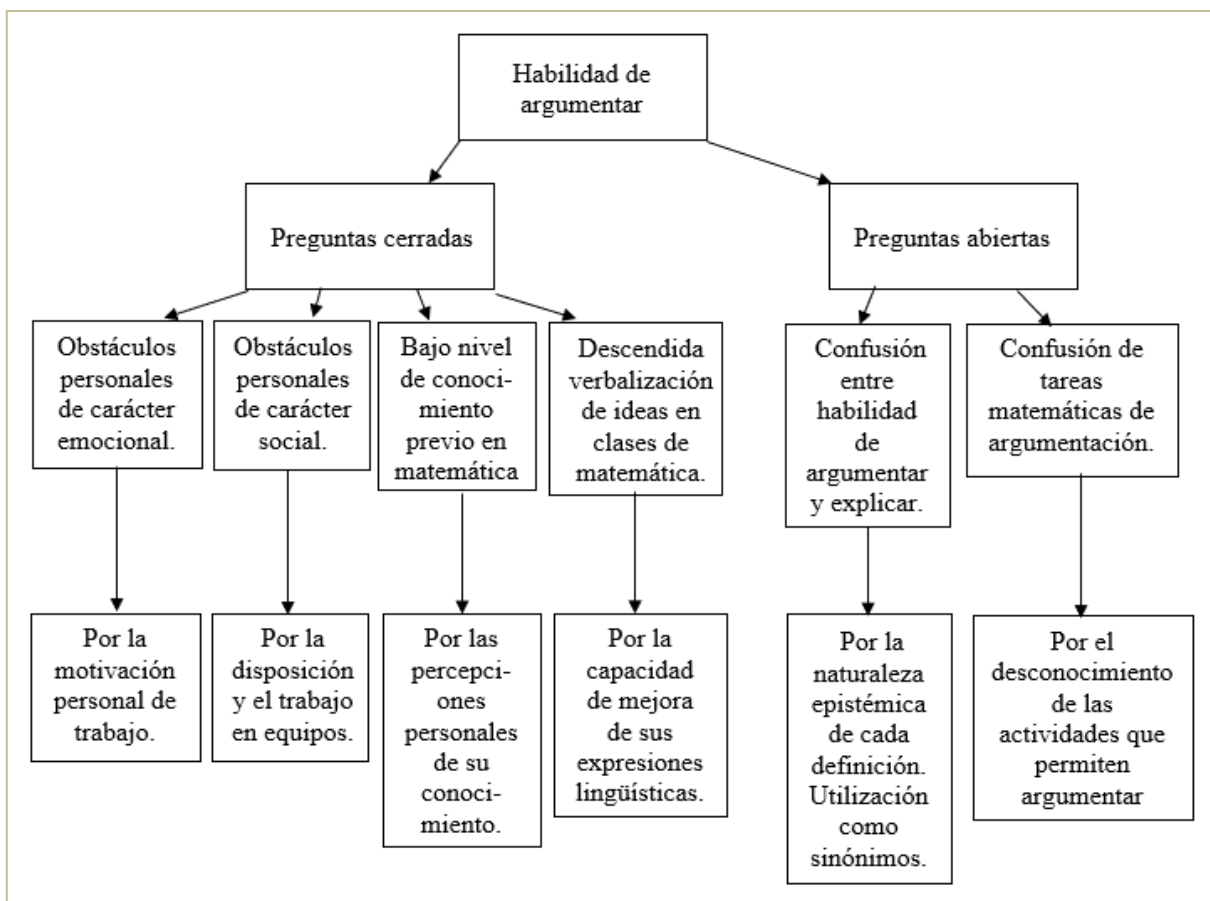 Habilidad de
argumentar
Preguntas cerradas
Preguntas abiertas
Obstáculos
personales
de carácter
emocional.
Obstáculos
personales
de carácter
social.
Bajo nivel
de conoci-
miento
previo en
matemática
Descendida
verbalización
de ideas en
clases de
matemática.
Confusión
entre
habilidad
de
argumentar
y explicar.
Confusión de
tareas
matemáticas de
argumentación.
Por la
motivación
personal de
trabajo.
Por la
disposición
y el trabajo
en equipos.
Por las
percepci-
ones
personales
de su
conoci-
miento.
Por la
capacidad
de mejora
de sus
expresiones
lingüísticas.
Por la
naturaleza
epistémica
de cada
definición.
Utilización
como
sinónimos.
Por el
desconocimiento
de las
actividades que
permiten
argumentar